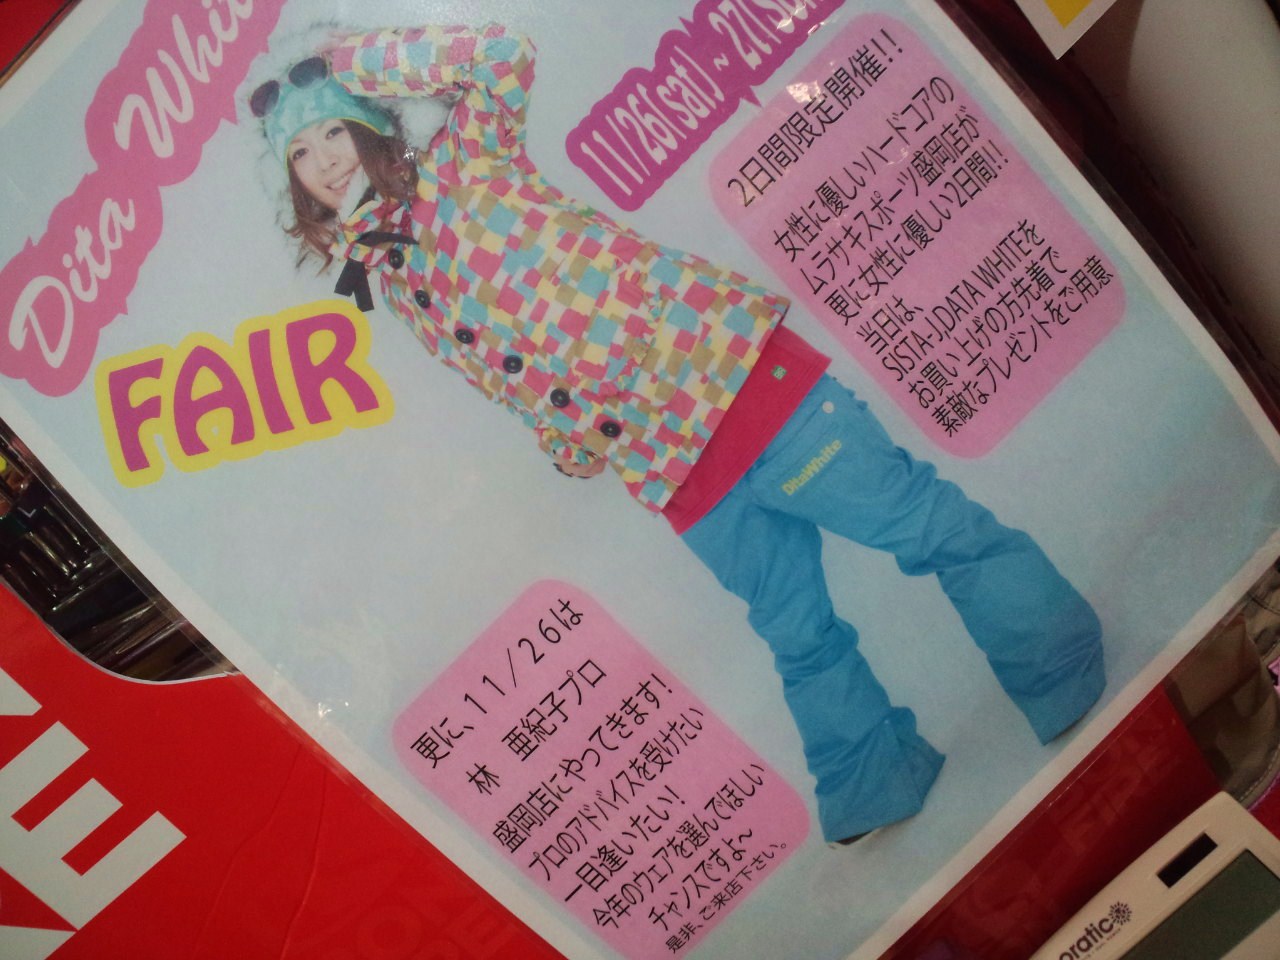 Dita White
FAIR
11/26(sat)~27(sun)
2日間限定開催!!
女性に優しいハードコアの
ムラサキスポーツ盛岡店が
更に女性に優しい2日間!!
当日は、
SISTA-J,DATA WHITEを
お買い上げの方先着で
素敵なプレゼントをご用意
DitaWhite
更に、11/26は
林 亜紀子プロ
盛岡店にやってきます!
プロのアドバイスを受けたい
一目逢いたい!
今年のウェアを選んでほしい
チャンスですよ~
是非、ご来店下さい。
oratic